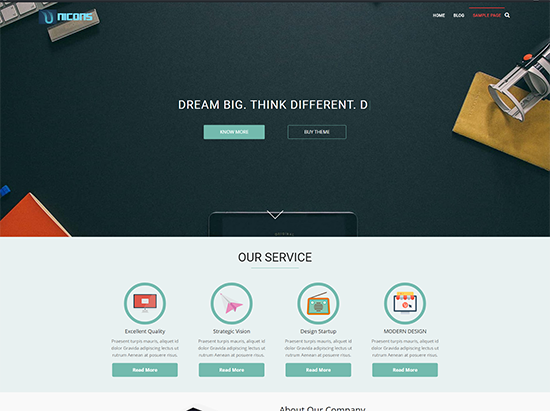 NICONS
HOME BLOG SAMPLE PAGE
DREAM BIG. THINK DIFFERENT. D
KNOW MORE BUY THEME
OUR SERVICE
Excellent Quality
Praesent turpis mauris, aliquet id
dolor Gravida adipiscing lectus ut
rutrum Aenean at posuere risus.
Read More
Strategic Vision
Praesent turpis mauris, aliquet id
dolor Gravida adipiscing lectus ut
rutrum Aenean at posuere risus.
Read More
Design Startup
Praesent turpis mauris, aliquet id
dolor Gravida adipiscing lectus ut
rutrum Aenean at posuere risus.
Read More
MODERN DESIGN
Praesent turpis mauris, aliquet id
dolor Gravida adipiscing lectus ut
rutrum Aenean at posuere risus.
Read More
About Our Company